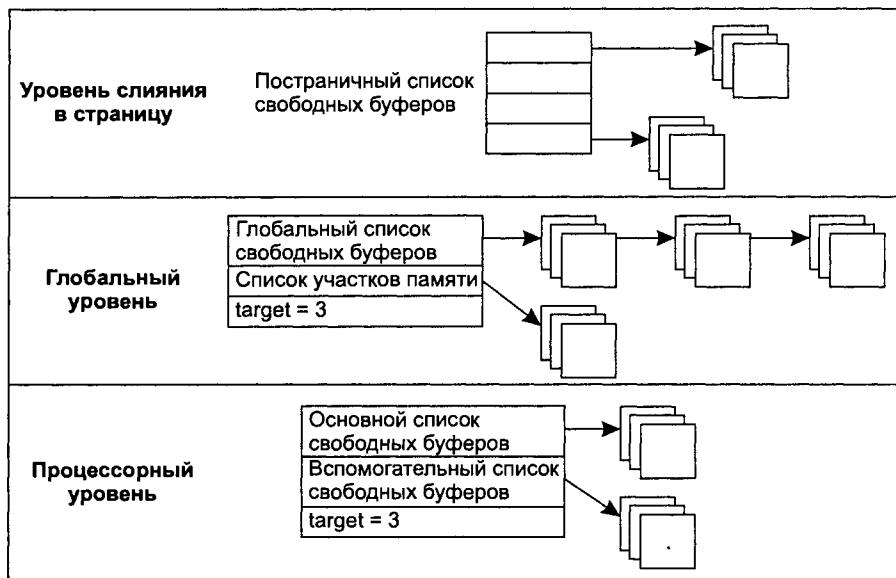 Уровень слияния
в страницу
Постраничный список
свободных буферов
Глобальный
уровень
Глобальный список
свободных буферов
Список участков памяти
target = 3
Процессорный
уровень
Основной список
свободных буферов
Вспомогательный список
свободных буферов
target = 3